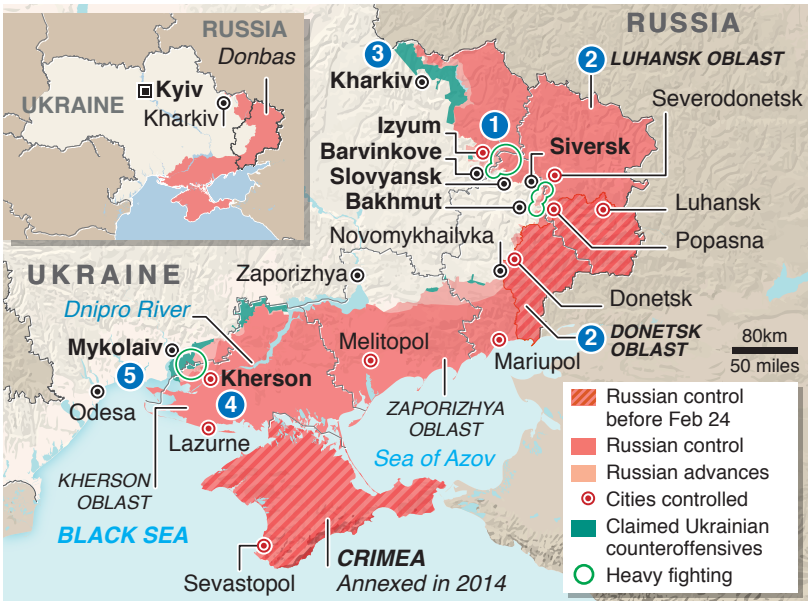 RUSSIA
Donbas
Kyiv
UKRAINE
Kharkiv
RUSSIA
3
2 LUHANSK OBLAST
Kharkiv
Severodonetsk
Izyum
1
Barvinkove
Siversk
Slovyansk
Bakhmut
Luhansk
Novomykhailvka
Popasna
UKRAINE
Zaporizhya
Dnipro River
Donetsk
Mykolaiv
Melitopol
2 DONETSK
OBLAST
Mariupol
80km
50 miles
5
Kherson
4
Odesa
ZAPORIZHYA
OBLAST
Lazurne
Sea of Azov
KHERSON
OBLAST
BLACK SEA
CRIMEA
Annexed in 2014
Sevastopol
Russian control
before Feb 24
Russian control
Russian advances
Cities controlled
Claimed Ukrainian
counteroffensives
Heavy fighting